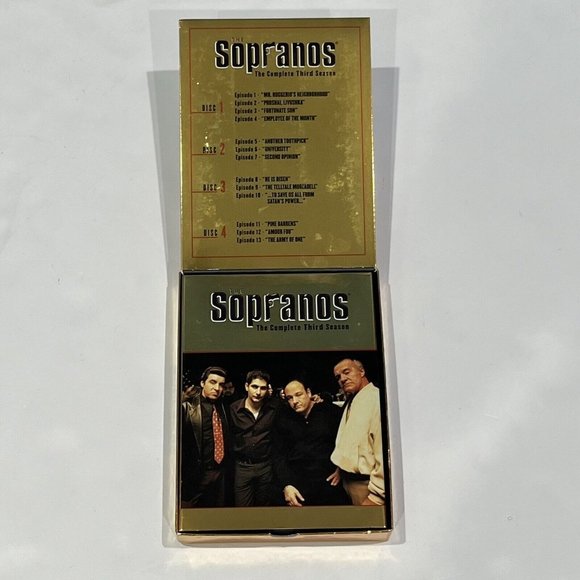 THE
Sopranos
The Complete Third Season
DISC 1
Episode 1 - "MR. RUGGERIO'S NEIGHBORHOOD"
Episode 2 - "PROSHAI, LIVUSHKA"
Episode 3 - "FORTUNATE SON"
Episode 4 - "EMPLOYEE OF THE MONTH"
DISC 2
Episode 5 - "ANOTHER TOOTHPICK"
Episode 6 - "UNIVERSITY"
Episode 7 - "SECOND OPINION"
DISC 3
Episode 8 - "HE IS RISEN"
Episode 9 - "THE TELLTALE MOOZADELL"
Episode 10 - "...TO SAVE US ALL FROM
SATAN'S POWER..."
DISC 4
Episode 11 - "PINE BARRENS"
Episode 12 - "AMOUR FOU"
Episode 13 - "THE ARMY OF ONE"
THE
Sopranos
The Complete Third Season